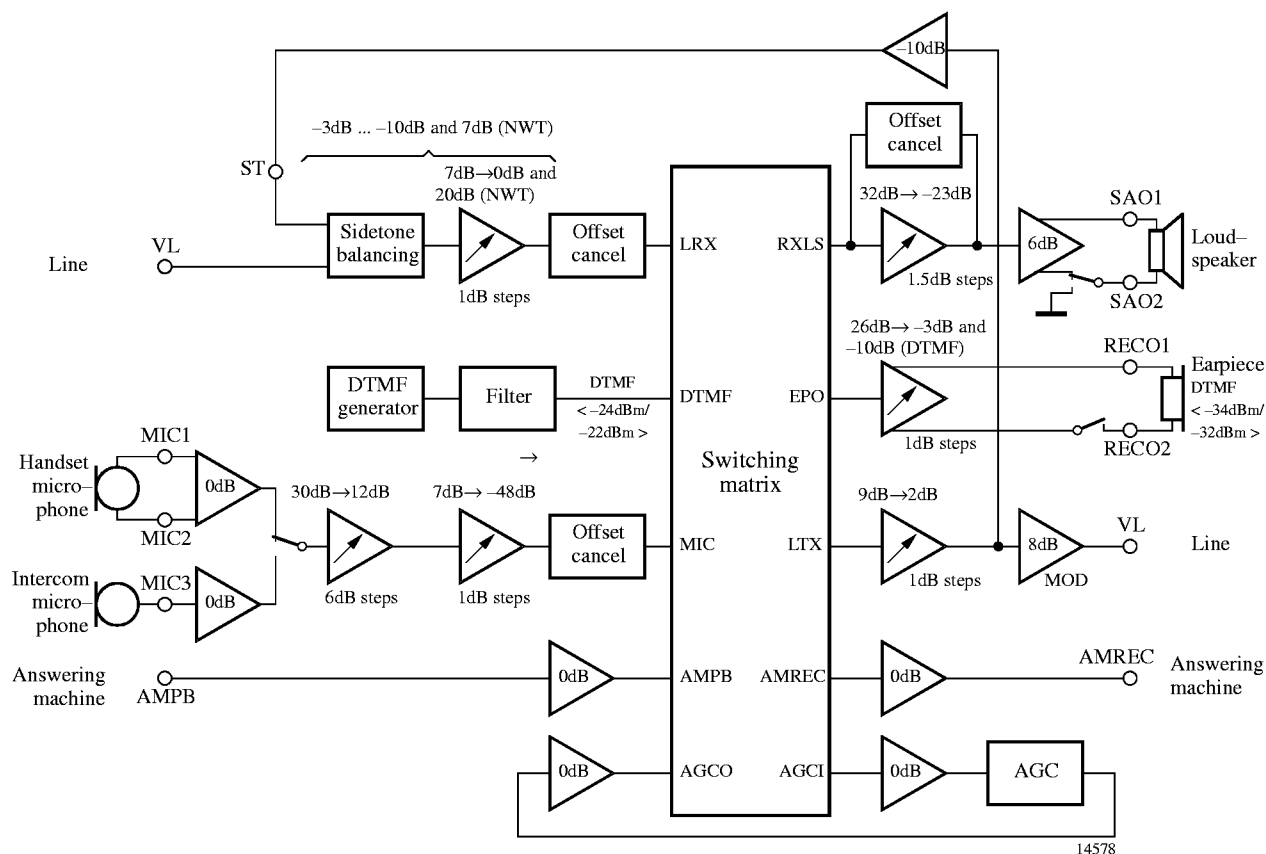 –10dB
–3dB ... –10dB and 7dB (NWT)
Offset
cancel
ST
7dB→0dB and
20dB (NWT)
32dB→ –23dB
SAO1
Sidetone
balancing
Offset
cancel
LRX
RXLS
6dB
Loud–
speaker
VL
Line
1dB steps
1.5dB steps
SAO2
26dB→ –3dB and
–10dB (DTMF)
RECO1
DTMF
generator
Filter
DTMF
< –24dBm/
–22dBm >
→
DTMF
EPO
Earpiece
DTMF
< –34dBm/
–32dBm >
1dB steps
RECO2
MIC1
Handset
micro–
phone
0dB
MIC2
30dB→12dB
7dB→ –48dB
Switching
matrix
9dB→2dB
VL
Offset
cancel
MIC
LTX
8dB
Line
6dB steps
1dB steps
1dB steps
MOD
Intercom
micro–
phone
MIC3
0dB
Answering
machine
AMPB
0dB
AMPB
AMREC
0dB
AMREC
Answering
machine
0dB
AGCO
AGCI
0dB
AGC
14578